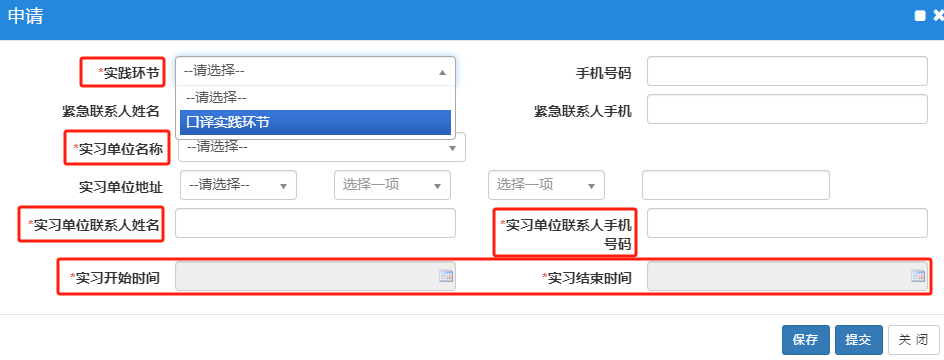 申请
*实践环节
--请选择--
手机号码
--请选择--
紧急联系人姓名
口译实践环节
紧急联系人手机
*实习单位名称
--请选择--
实习单位地址
--请选择--
选择一项
选择一项
*实习单位联系人姓名
*实习单位联系人手机
号码
*实习开始时间
*实习结束时间
保存
提交
关 闭